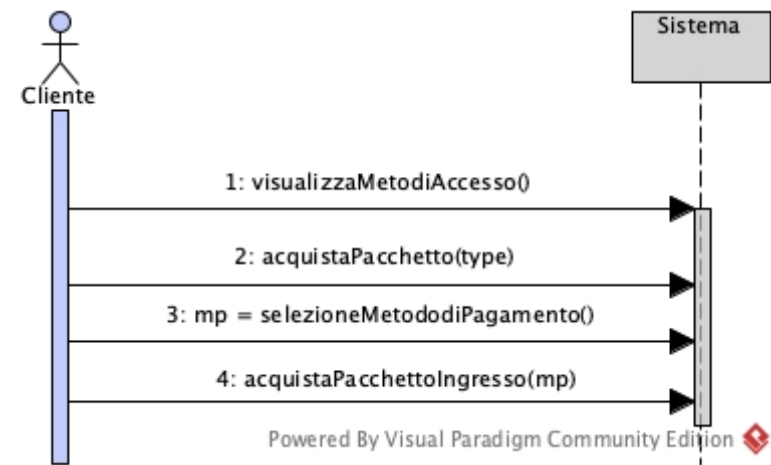 Sistema
Cliente
1: visualizzaMetodiAccesso()
2: acquistaPacchetto(type)
3: mp = selezioneMetododiPagamento()
4: acquistaPacchettoIngresso(mp)
Powered By Visual Paradigm Community Edition